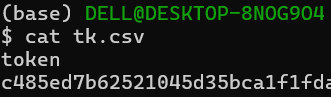 (base) DELL@DESKTOP-8NOG9O4
$ cat tk.csv
token
c485ed7b62521045d35bca1f1fda